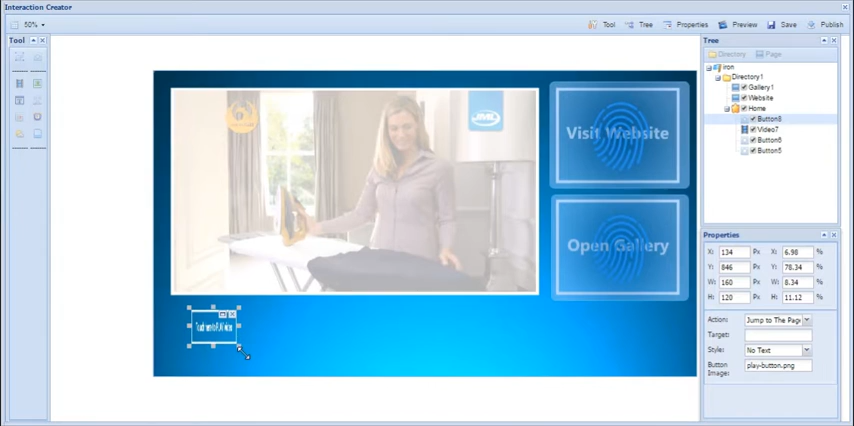 Interaction Creator
50%
Tool
Tree
Properties
Preview
Save
Publish
Tool
Tree
Directory
Page
iron
Directory1
Gallery1
Website
Home
Button8
Video7
Button6
Button5
JML
Visit Website
Open Gallery
Properties
X: 134 Px X: 6.98 %
Y: 846 Px Y: 78.34 %
W: 160 Px W: 8.34 %
H: 120 Px H: 11.12 %
Action: Jump to The Page
Target:
Style: No Text
Button Image: play-button.png